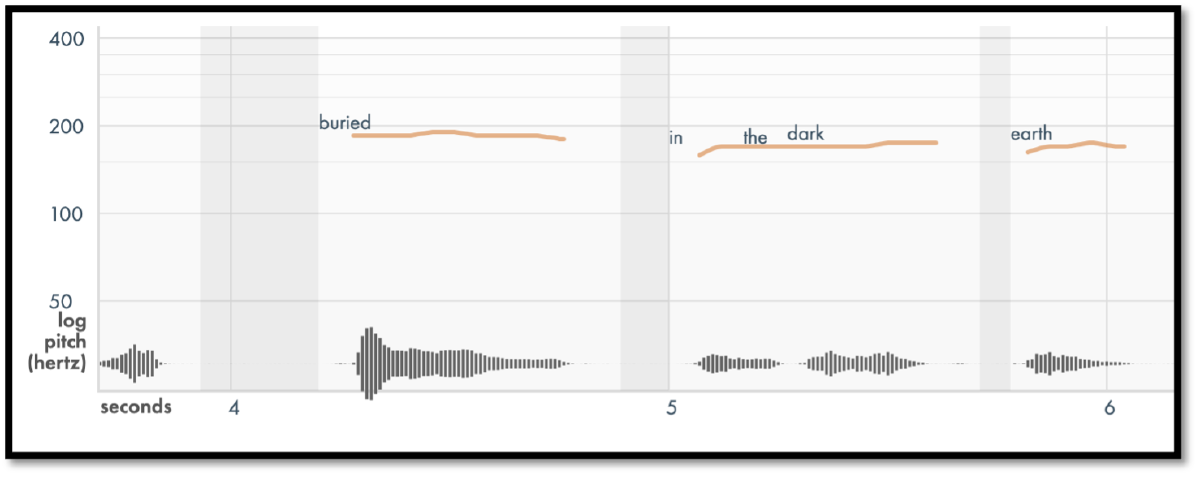 400
200
buried
in the dark
earth
100
50
log
pitch
(hertz)
seconds 4 5 6